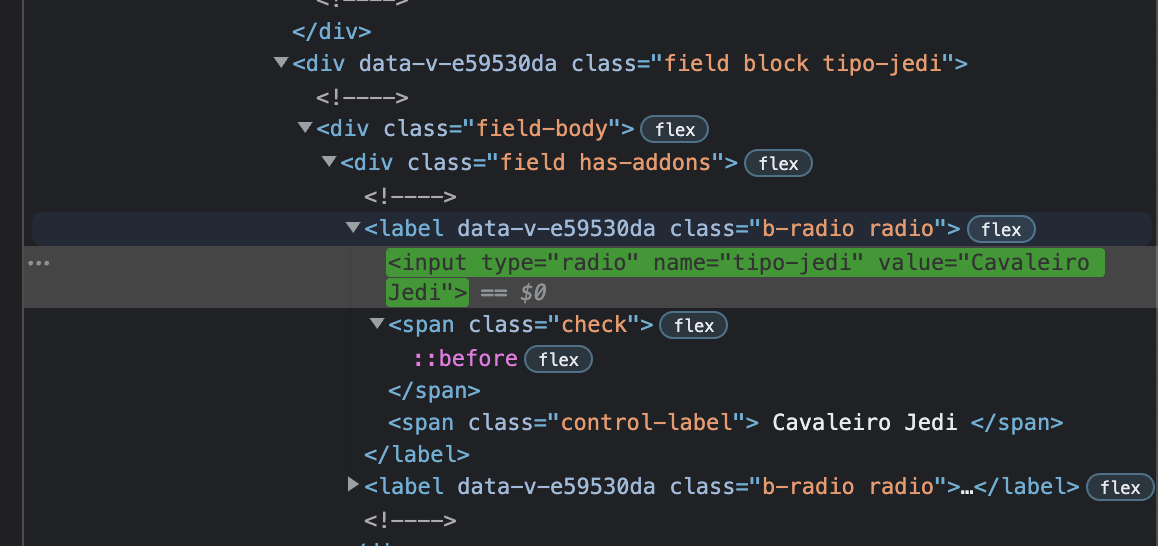 <!---->
</div>
<div data-v-e59530da class="field block tipo-jedi">
<!---->
<div class="field-body"> flex
<div class="field has-addons"> flex
<!---->
<label data-v-e59530da class="b-radio radio"> flex
<input type="radio" name="tipo-jedi" value="Cavaleiro
Jedi"> == $0
<span class="check"> flex
::before flex
</span>
<span class="control-label"> Cavaleiro Jedi </span>
</label>
<label data-v-e59530da class="b-radio radio">…</label> flex
<!---->